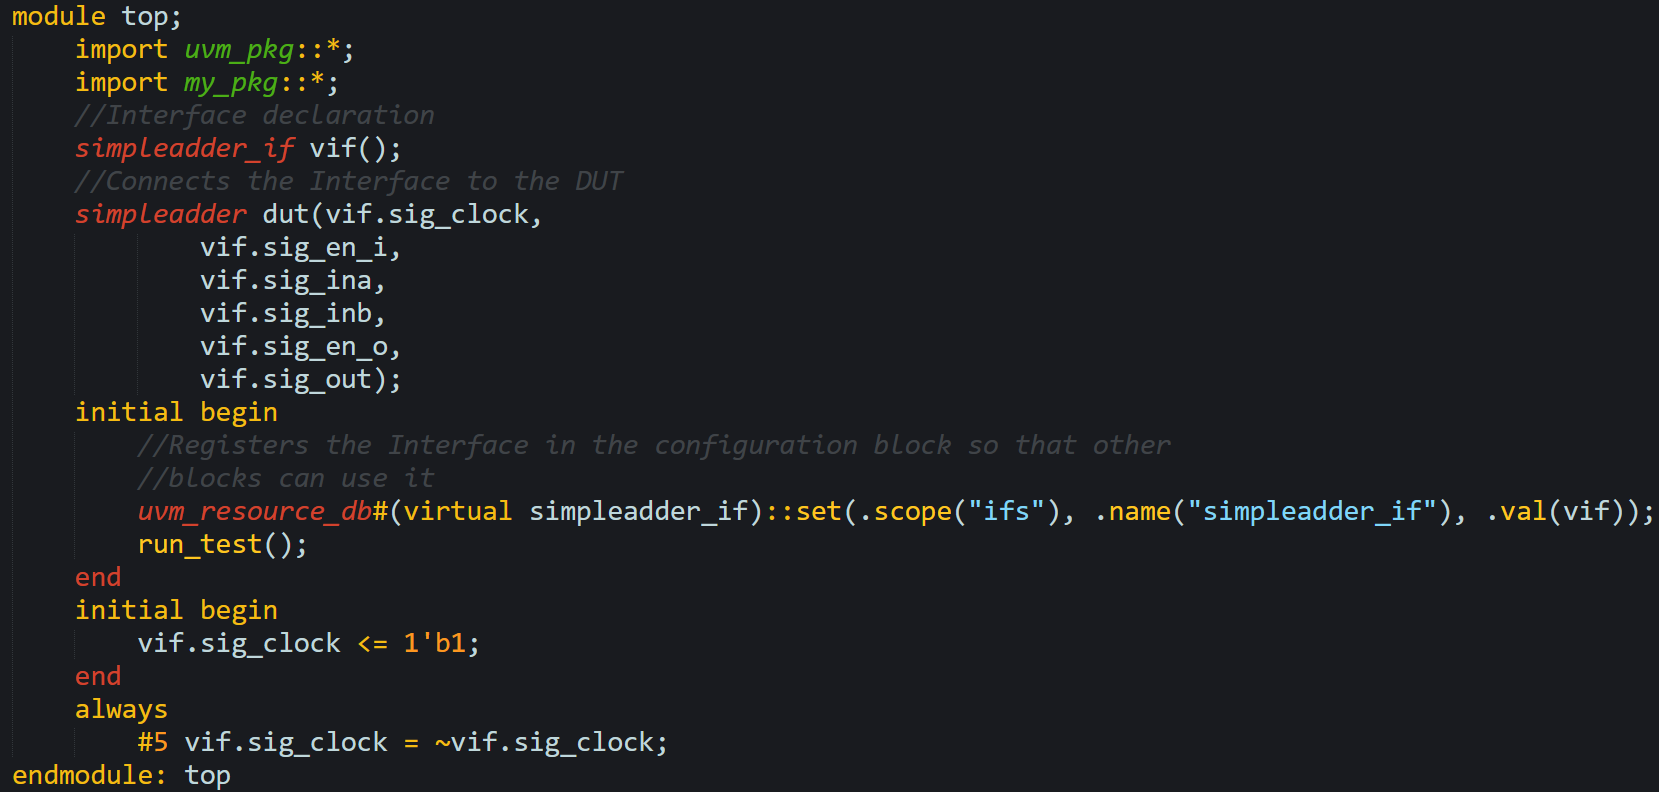 module top;
    import uvm_pkg::*;
    import my_pkg::*;
    //Interface declaration
    simpleadder_if vif();
    //Connects the Interface to the DUT
    simpleadder dut(vif.sig_clock,
            vif.sig_en_i,
            vif.sig_ina,
            vif.sig_inb,
            vif.sig_en_o,
            vif.sig_out);
    initial begin
        //Registers the Interface in the configuration block so that other
        //blocks can use it
        uvm_resource_db#(virtual simpleadder_if)::set(.scope("ifs"), .name("simpleadder_if"), .val(vif));
        run_test();
    end
    initial begin
        vif.sig_clock <= 1'b1;
    end
    always
        #5 vif.sig_clock = ~vif.sig_clock;
endmodule: top